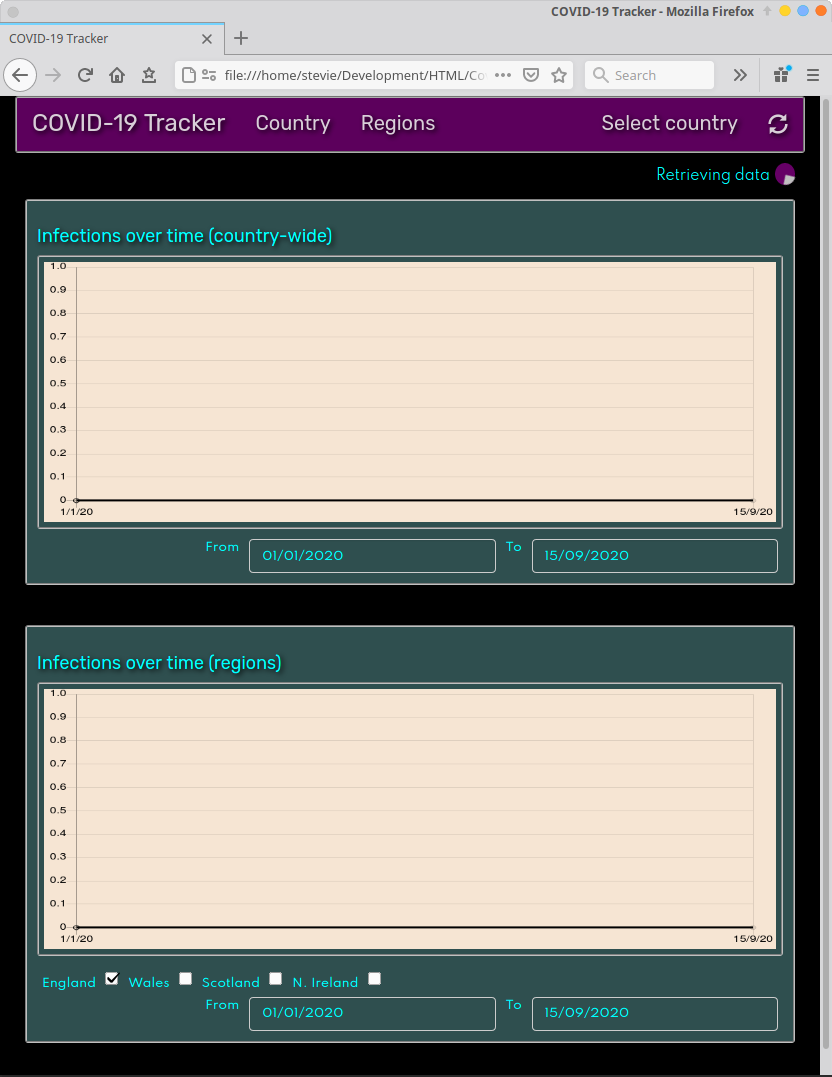 COVID-19 Tracker - Mozilla Firefox
COVID-19 Tracker
file:///home/stevie/Development/HTML/Co
Search
COVID-19 Tracker Country Regions Select country
Retrieving data
Infections over time (country-wide)
1.0
0.9
0.8
0.7
0.6
0.5
0.4
0.3
0.2
0.1
0
1/1/20 15/9/20
From 01/01/2020 To 15/09/2020
Infections over time (regions)
1.0
0.9
0.8
0.7
0.6
0.5
0.4
0.3
0.2
0.1
0
1/1/20 15/9/20
England Wales Scotland N. Ireland
From 01/01/2020 To 15/09/2020